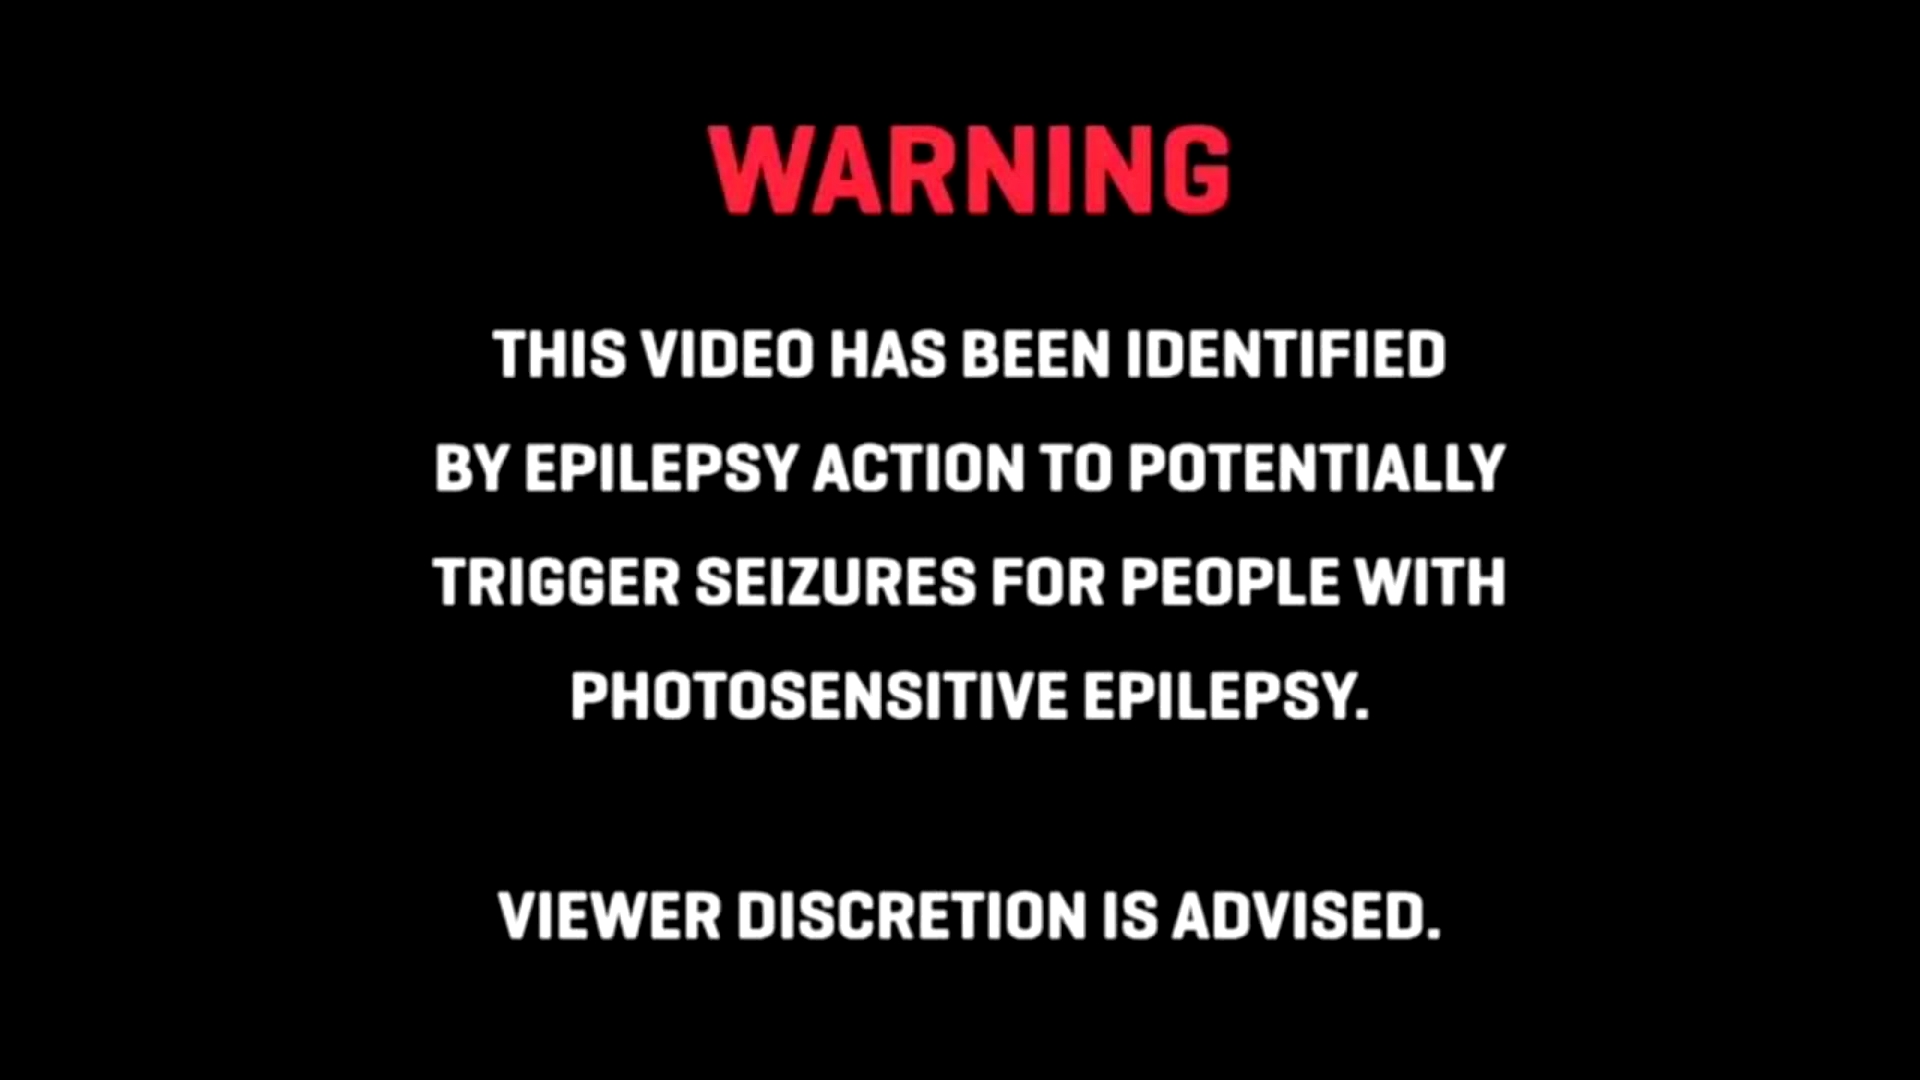 WARNING
THIS VIDEO HAS BEEN IDENTIFIED
BY EPILEPSY ACTION TO POTENTIALLY
TRIGGER SEIZURES FOR PEOPLE WITH
PHOTOSENSITIVE EPILEPSY.
VIEWER DISCRETION IS ADVISED.